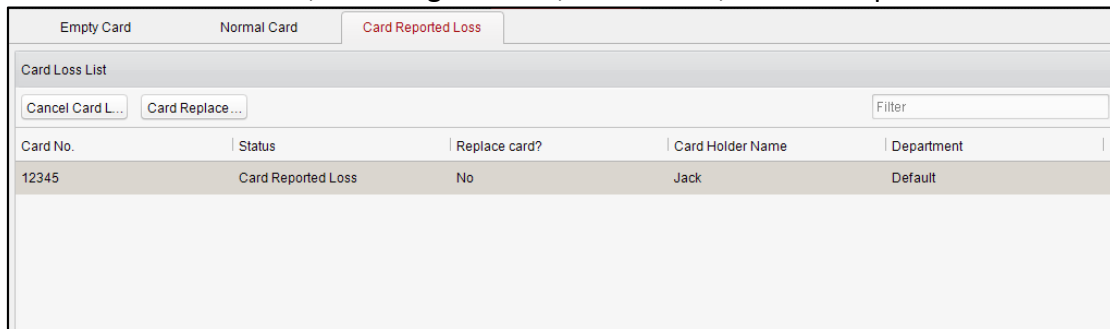 Empty Card Normal Card Card Reported Loss
Card Loss List
Cancel Card L... Card Replace... Filter
Card No. Status Replace card? Card Holder Name Department
12345 Card Reported Loss No Jack Default